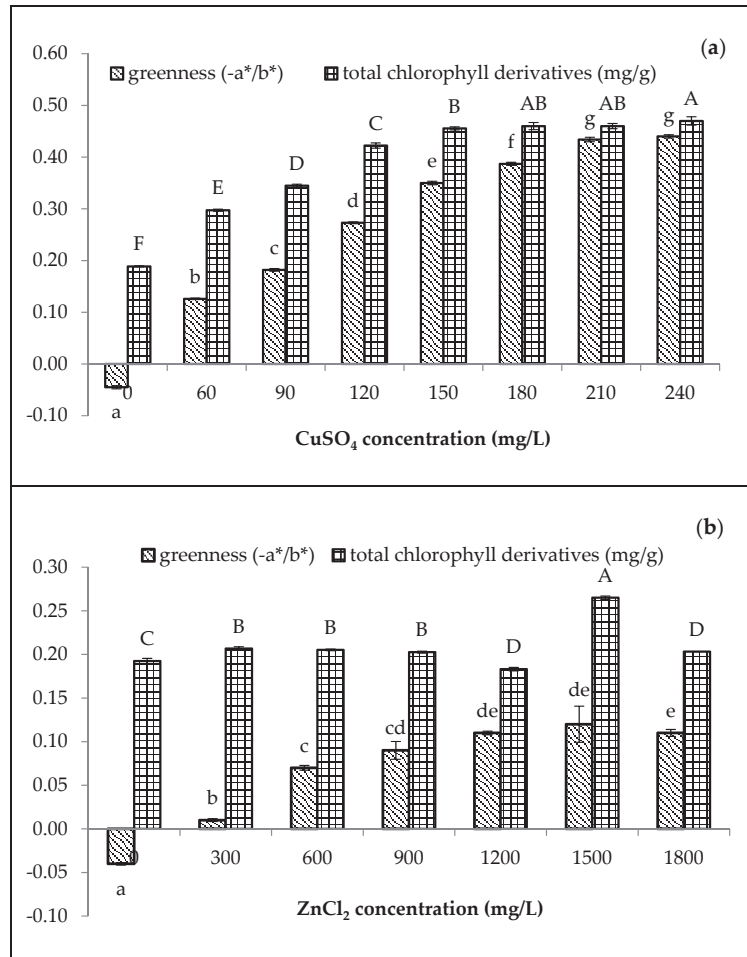 (a)
0.60
greenness (-a*/b*) total chlorophyll derivatives (mg/g)
0.50
0.40
0.30
0.20
0.10
0.00
-0.10
F E D C B AB AB A
a b c d e f g g
0 60 90 120 150 180 210 240
CuSO₄ concentration (mg/L)
(b)
greenness (-a*/b*) total chlorophyll derivatives (mg/g)
0.30
0.25
0.20
0.15
0.10
0.05
0.00
-0.05
-0.10
C B B B D A D
a b c cd de de e
0 300 600 900 1200 1500 1800
ZnCl₂ concentration (mg/L)